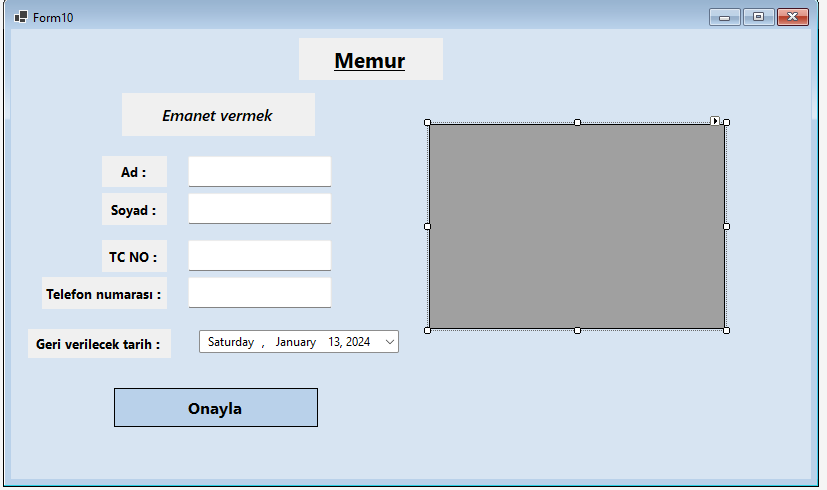 Form10
Memur
Emanet vermek
Ad :
Soyad :
TC NO :
Telefon numarası :
Geri verilecek tarih :
Saturday , January 13, 2024
Onayla